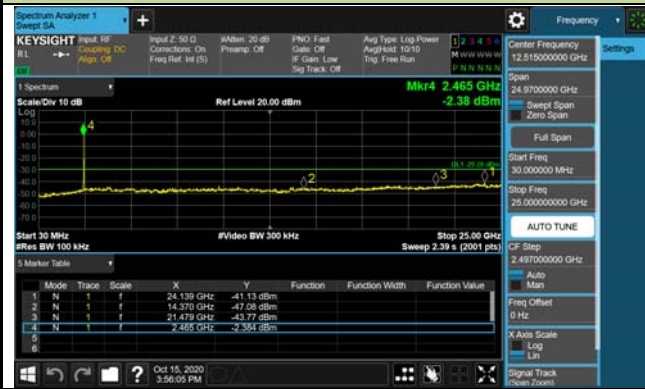 Spectrum Analyzer 1
Swept SA
+
Frequency
KEYSIGHT Input: RF
RL
Coupling: DC
Align: Off
Input Z: 50 Ω
Corrections: On
Freq Ref: Int (S)
#Atten: 20 dB
Preamp: Off
PNO: Fast
Gate: Off
IF Gain: Low
Sig Track: Off
Avg Type: Log-Power
Avg|Hold: 10/10
Trig: Free Run
1 2 3 4 5 6
M W W W W W
P N N N N N
Center Frequency
12.515000000 GHz
Settings
Span
24.9700000 GHz
Swept Span
Zero Span
Full Span
Start Freq
30.000000 MHz
Stop Freq
25.000000000 GHz
AUTO TUNE
CF Step
2.497000000 GHz
Auto
Man
Freq Offset
0 Hz
X Axis Scale
Log
Lin
Signal Track
(Span Zoom)
1 Spectrum
Mkr4 2.465 GHz
Scale/Div 10 dB
Ref Level 20.00 dBm
-2.38 dBm
Log
10.0
0.00
-10.0
-20.0
-30.0
-40.0
-50.0
-60.0
-70.0
4
2
3
1
Start 30 MHz
#Video BW 300 kHz
Stop 25.00 GHz
#Res BW 100 kHz
Sweep 2.39 s (2001 pts)
5 Marker Table
Mode Trace Scale X Y Function Function Width Function Value
1 N 1 f 24.139 GHz -41.13 dBm
2 N 1 f 14.370 GHz -47.08 dBm
3 N 1 f 21.479 GHz -43.77 dBm
4 N 1 f 2.465 GHz -2.384 dBm
5
6
?
Oct 15, 2020
3:56:05 PM